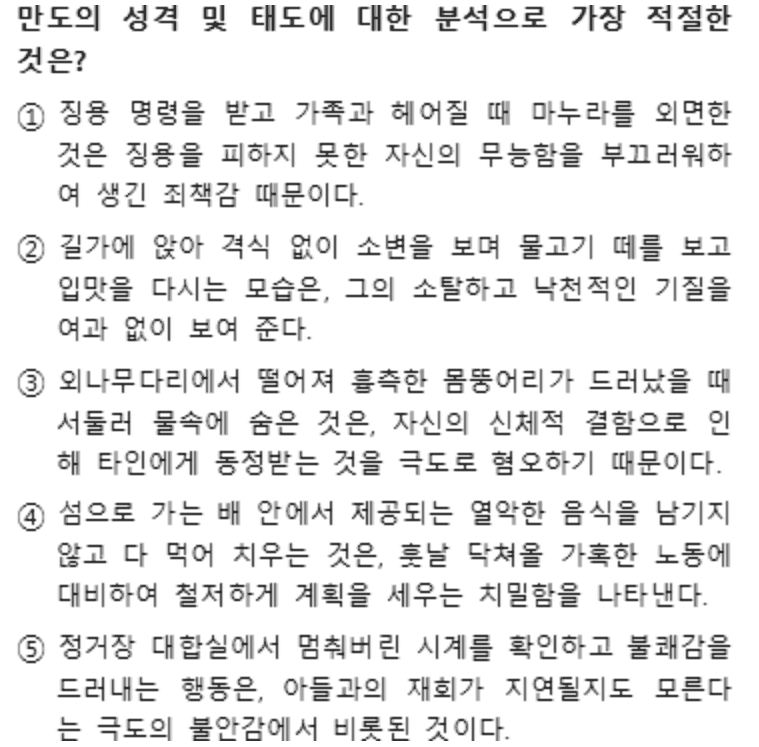 만도의 성격 및 태도에 대한 분석으로 가장 적절한
것은?
① 징용 명령을 받고 가족과 헤어질 때 마누라를 외면한
것은 징용을 피하지 못한 자신의 무능함을 부끄러워하
여 생긴 죄책감 때문이다.
② 길가에 앉아 격식 없이 소변을 보며 물고기 떼를 보고
입맛을 다시는 모습은, 그의 소탈하고 낙천적인 기질을
여과 없이 보여 준다.
③ 외나무다리에서 떨어져 흉측한 몸뚱어리가 드러났을 때
서둘러 물속에 숨은 것은, 자신의 신체적 결함으로 인
해 타인에게 동정받는 것을 극도로 혐오하기 때문이다.
④ 섬으로 가는 배 안에서 제공되는 열악한 음식을 남기지
않고 다 먹어 치우는 것은, 훗날 닥쳐올 가혹한 노동에
대비하여 철저하게 계획을 세우는 치밀함을 나타낸다.
⑤ 정거장 대합실에서 멈춰버린 시계를 확인하고 불쾌감을
드러내는 행동은, 아들과의 재회가 지연될지도 모른다
는 극도의 불안감에서 비롯된 것이다.